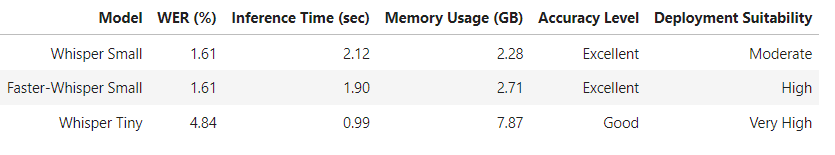 Model WER (%) Inference Time (sec) Memory Usage (GB) Accuracy Level Deployment Suitability
Whisper Small 1.61 2.12 2.28 Excellent Moderate
Faster-Whisper Small 1.61 1.90 2.71 Excellent High
Whisper Tiny 4.84 0.99 7.87 Good Very High